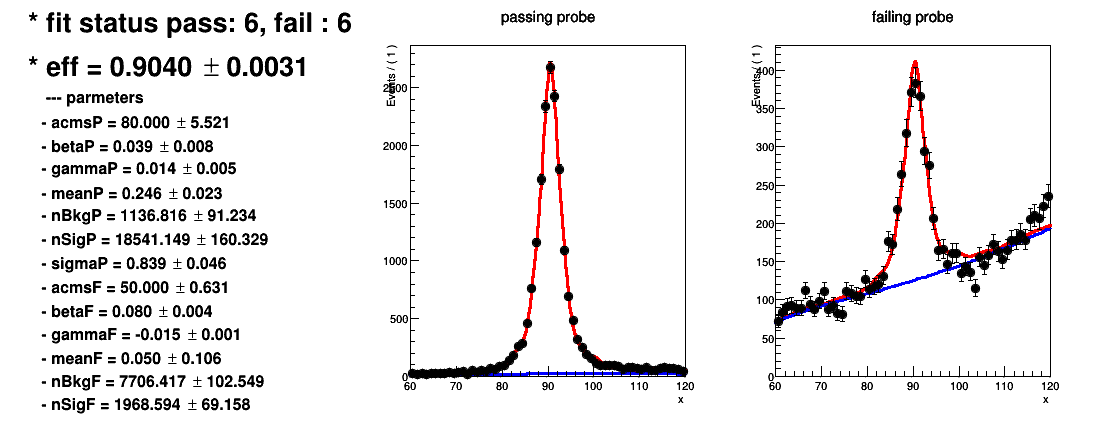 * fit status pass: 6, fail : 6
* eff = 0.9040 ± 0.0031
--- parmeters
- acmsP = 80.000 ± 5.521
- betaP = 0.039 ± 0.008
- gammaP = 0.014 ± 0.005
- meanP = 0.246 ± 0.023
- nBkgP = 1136.816 ± 91.234
- nSigP = 18541.149 ± 160.329
- sigmaP = 0.839 ± 0.046
- acmsF = 50.000 ± 0.631
- betaF = 0.080 ± 0.004
- gammaF = -0.015 ± 0.001
- meanF = 0.050 ± 0.106
- nBkgF = 7706.417 ± 102.549
- nSigF = 1968.594 ± 69.158
passing probe
Events / ( 1 )
2500
2000
1500
1000
500
0
60 70 80 90 100 110 120
x
failing probe
Events / ( 1 )
400
350
300
250
200
150
100
50
0
60 70 80 90 100 110 120
x